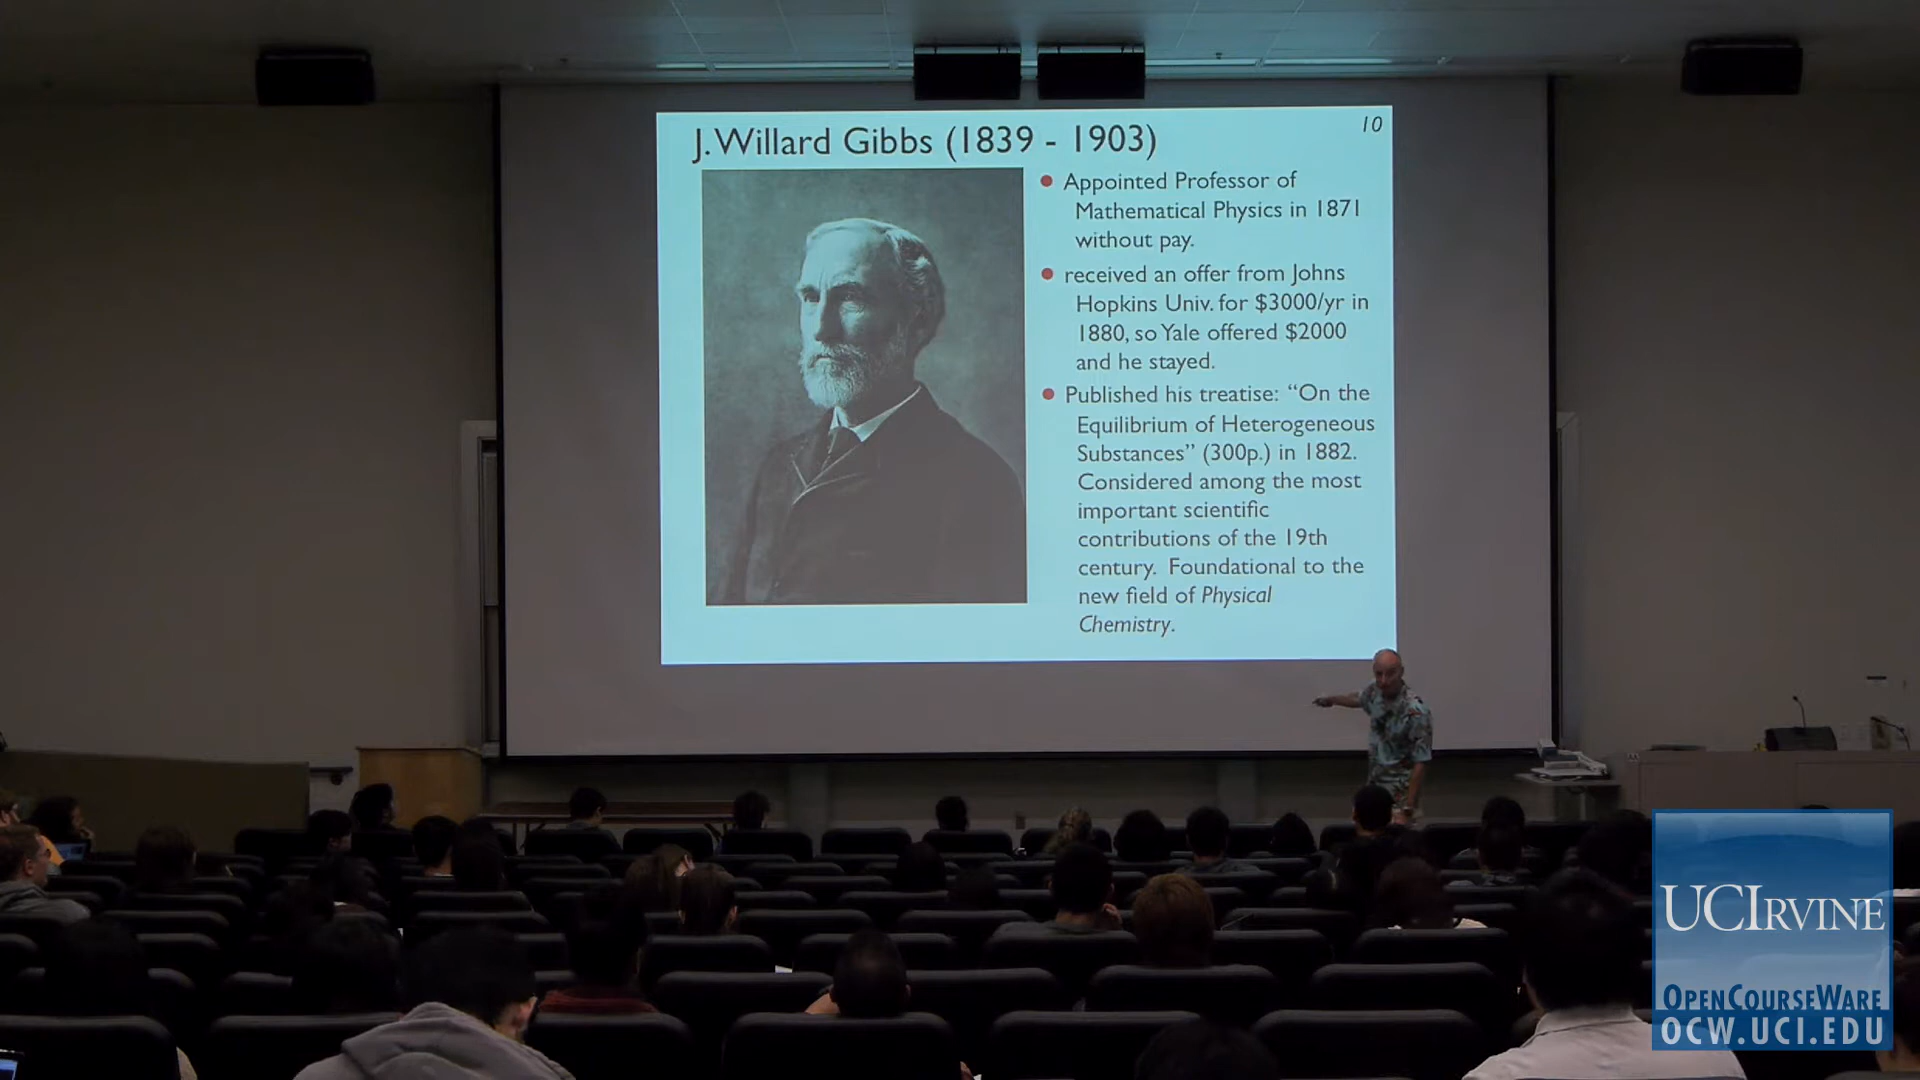 J. Willard Gibbs (1839 - 1903)
10
Appointed Professor of
Mathematical Physics in 1871
without pay.
received an offer from Johns
Hopkins Univ. for $3000/yr in
1880, so Yale offered $2000
and he stayed.
Published his treatise: “On the
Equilibrium of Heterogeneous
Substances” (300p.) in 1882.
Considered among the most
important scientific
contributions of the 19th
century. Foundational to the
new field of Physical
Chemistry.
UCIRVINE
OPENCOURSEWARE
OCW.UCI.EDU